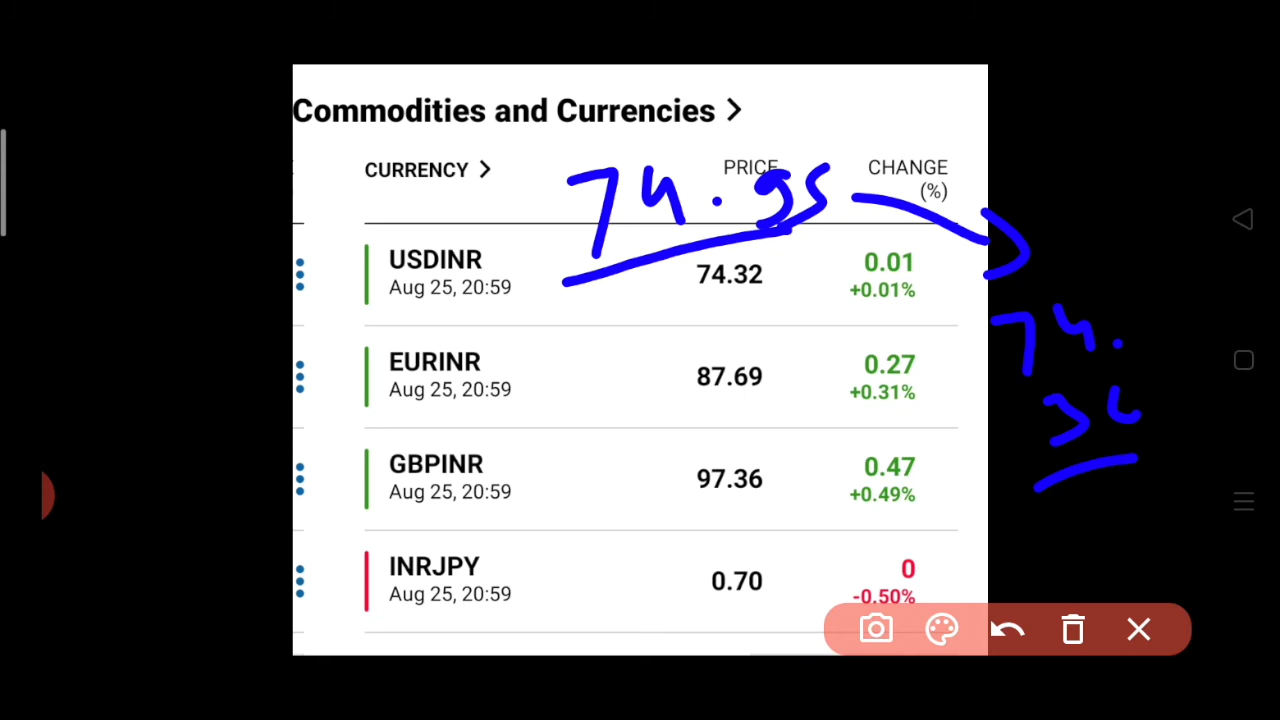 Commodities and Currencies
CURRENCY PRICE CHANGE
(%)
74.95
USDINR 74.32 0.01
Aug 25, 20:59 +0.01%
74.
EURINR 87.69 0.27
Aug 25, 20:59 +0.31%
GBPINR 97.36 0.47
Aug 25, 20:59 +0.49%
INRJPY 0.70 0
Aug 25, 20:59 -0.50%